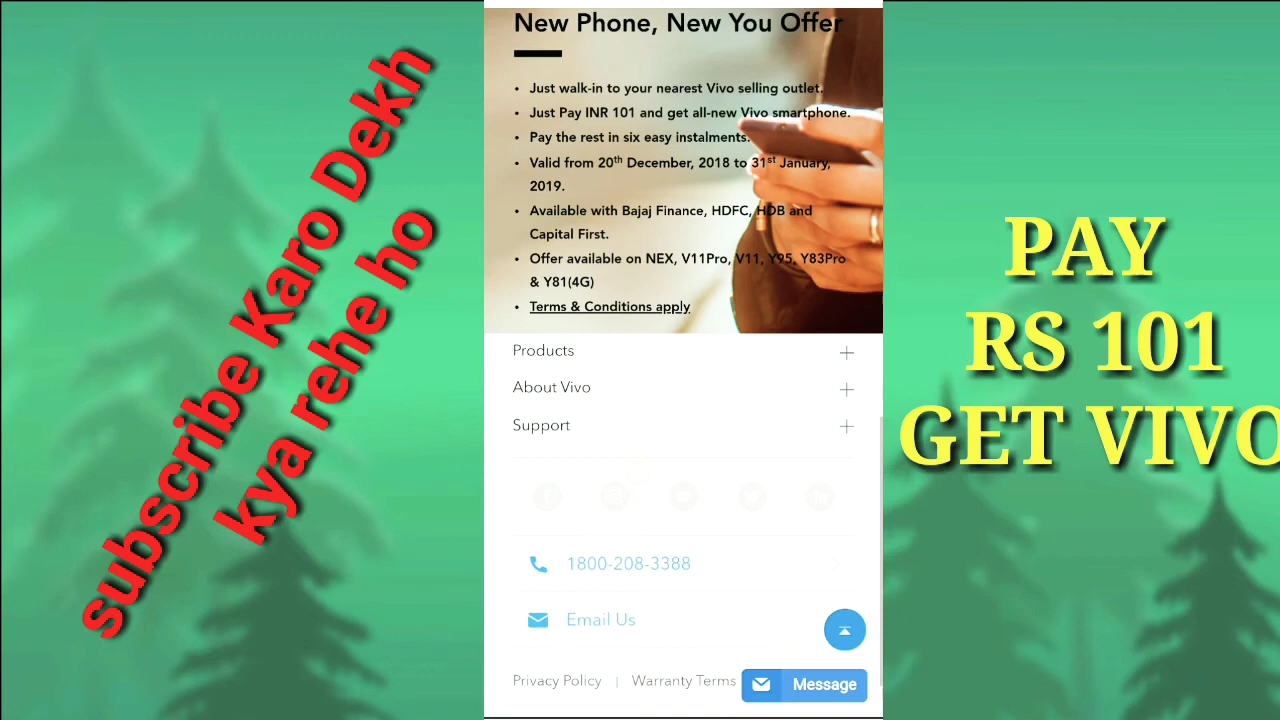 subscribe Karo Dekh
kya rehe ho
New Phone, New You Offer
• Just walk-in to your nearest Vivo selling outlet.
• Just Pay INR 101 and get all-new Vivo smartphone.
• Pay the rest in six easy instalments.
• Valid from 20th December, 2018 to 31st January,
2019.
• Available with Bajaj Finance, HDFC, HDB and
Capital First.
• Offer available on NEX, V11Pro, V11, Y95, Y83Pro
& Y81(4G)
• Terms & Conditions apply
Products
About Vivo
Support
1800-208-3388
Email Us
Privacy Policy | Warranty Terms
Message
PAY
RS 101
GET VIVO